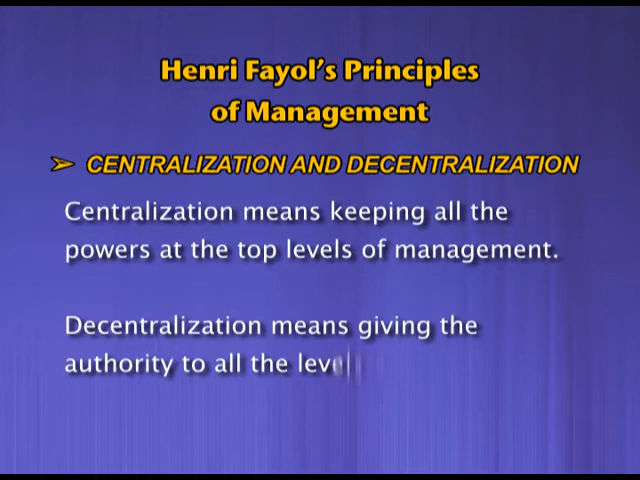 Henri Fayol's Principles
of Management
➢ CENTRALIZATION AND DECENTRALIZATION
Centralization means keeping all the
powers at the top levels of management.
Decentralization means giving the
authority to all the